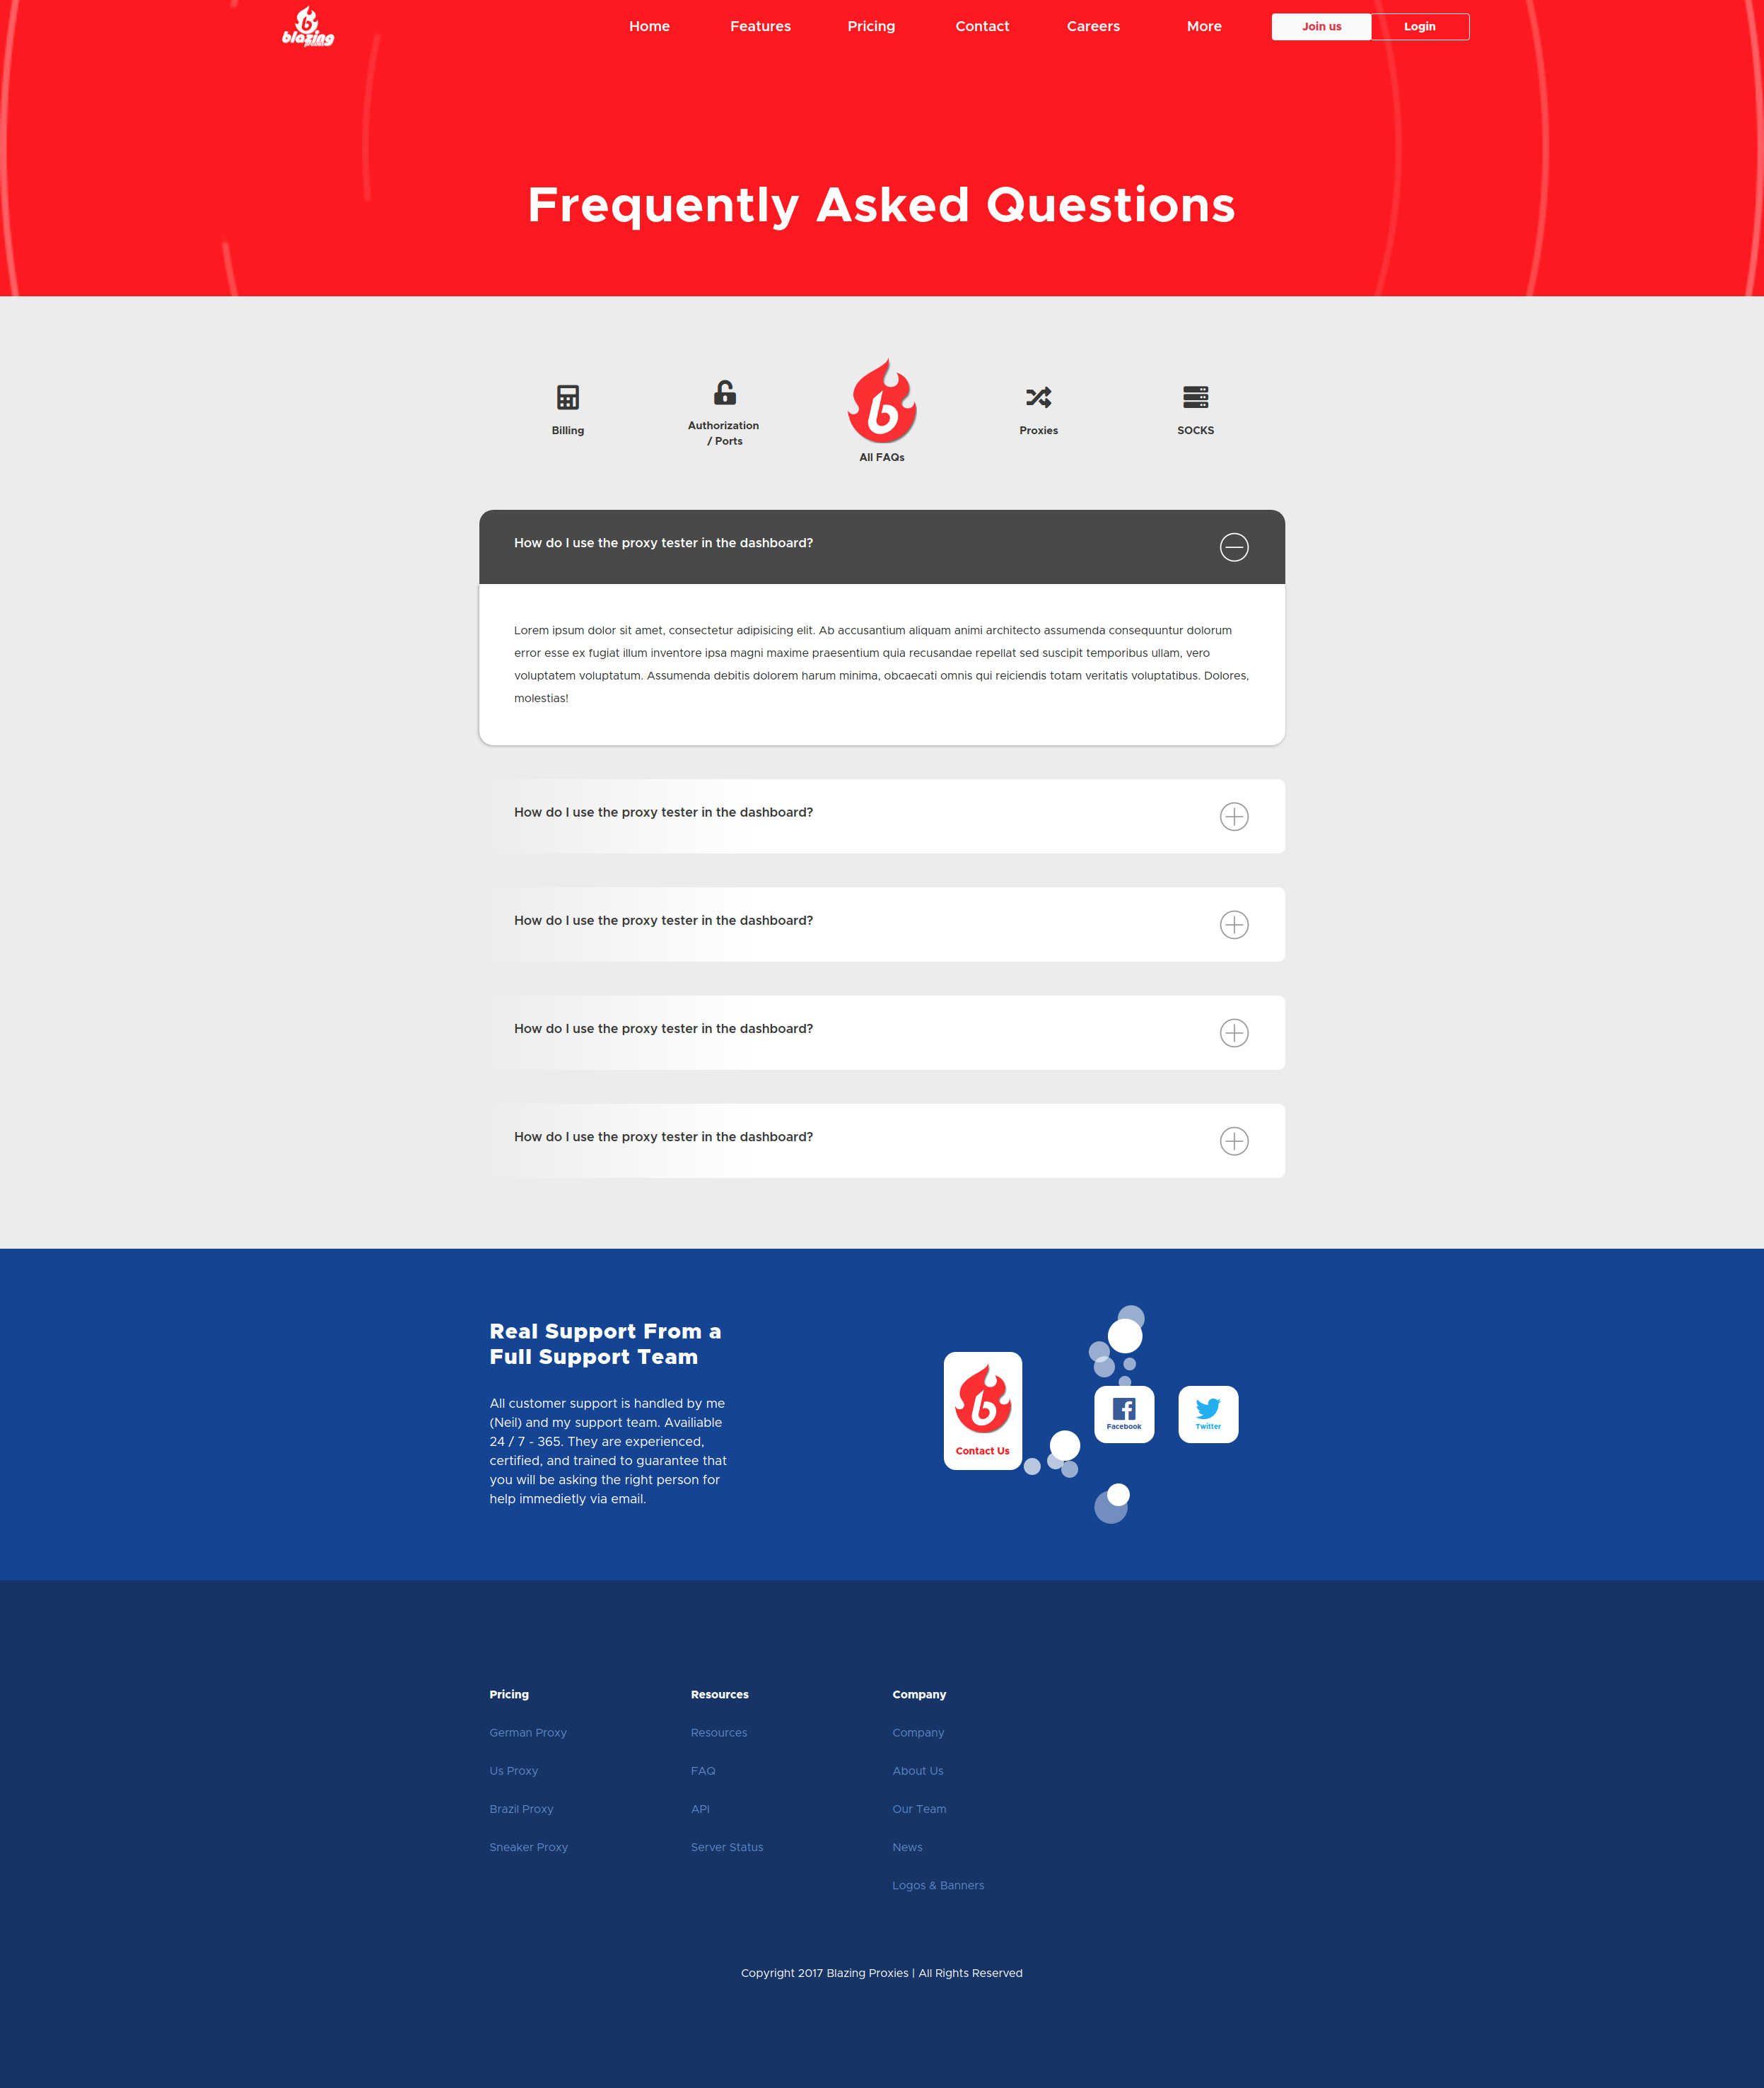 blazing
proxies
Home Features Pricing Contact Careers More Join us Login
Frequently Asked Questions
Billing
Authorization
/ Ports
All FAQs
Proxies
SOCKS
How do I use the proxy tester in the dashboard?
Lorem ipsum dolor sit amet, consectetur adipisicing elit. Ab accusantium aliquam animi architecto assumenda consequuntur dolorum
error esse ex fugiat illum inventore ipsa magni maxime praesentium quia recusandae repellat sed suscipit temporibus ullam, vero
voluptatem voluptatum. Assumenda debitis dolorem harum minima, obcaecati omnis qui reiciendis totam veritatis voluptatibus. Dolores,
molestias!
How do I use the proxy tester in the dashboard?
How do I use the proxy tester in the dashboard?
How do I use the proxy tester in the dashboard?
How do I use the proxy tester in the dashboard?
Real Support From a
Full Support Team
All customer support is handled by me
(Neil) and my support team. Availiable
24 / 7 - 365. They are experienced,
certified, and trained to guarantee that
you will be asking the right person for
help immedietly via email.
Contact Us
Facebook
Twitter
Pricing
German Proxy
Us Proxy
Brazil Proxy
Sneaker Proxy
Resources
Resources
FAQ
API
Server Status
Company
Company
About Us
Our Team
News
Logos & Banners
Copyright 2017 Blazing Proxies | All Rights Reserved